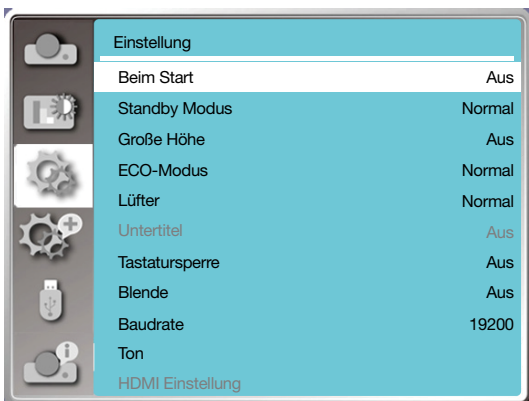 Einstellung
Beim Start Aus
Standby Modus Normal
Große Höhe Aus
ECO-Modus Normal
Lüfter Normal
Untertitel Aus
Tastatursperre Aus
Blende Aus
Baudrate 19200
Ton
HDMI Einstellung